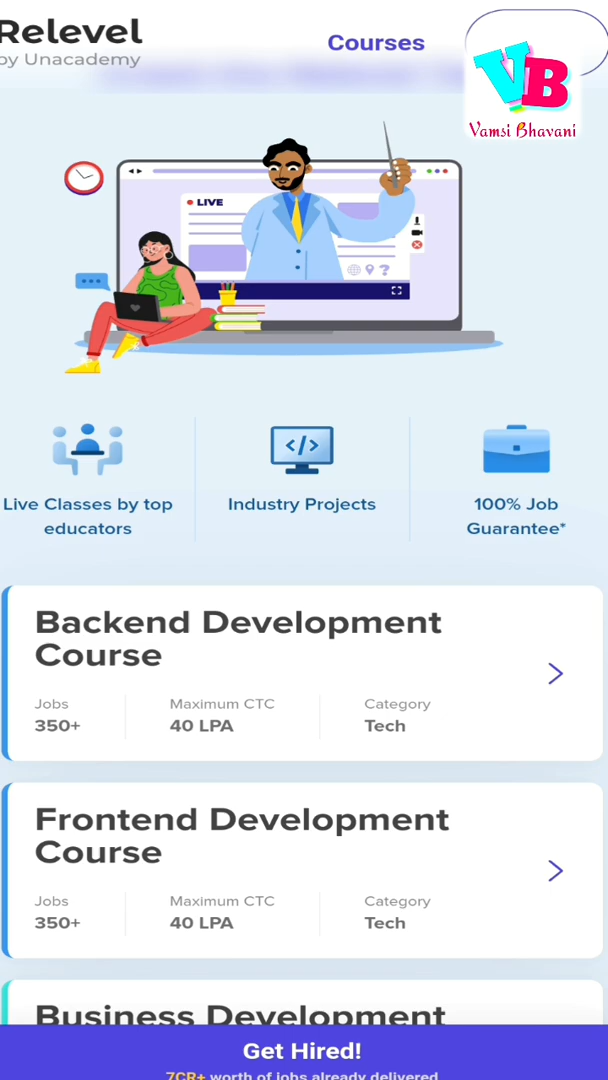 Relevel
by Unacademy
Courses
VB
Vamsi Bhavani
LIVE
?
</>
Live Classes by top
educators
Industry Projects
100% Job
Guarantee*
Backend Development
Course
Jobs
Maximum CTC
Category
350+
40 LPA
Tech
Frontend Development
Course
Jobs
Maximum CTC
Category
350+
40 LPA
Tech
Business Development
Get Hired!
7CR+ worth of jobs already delivered